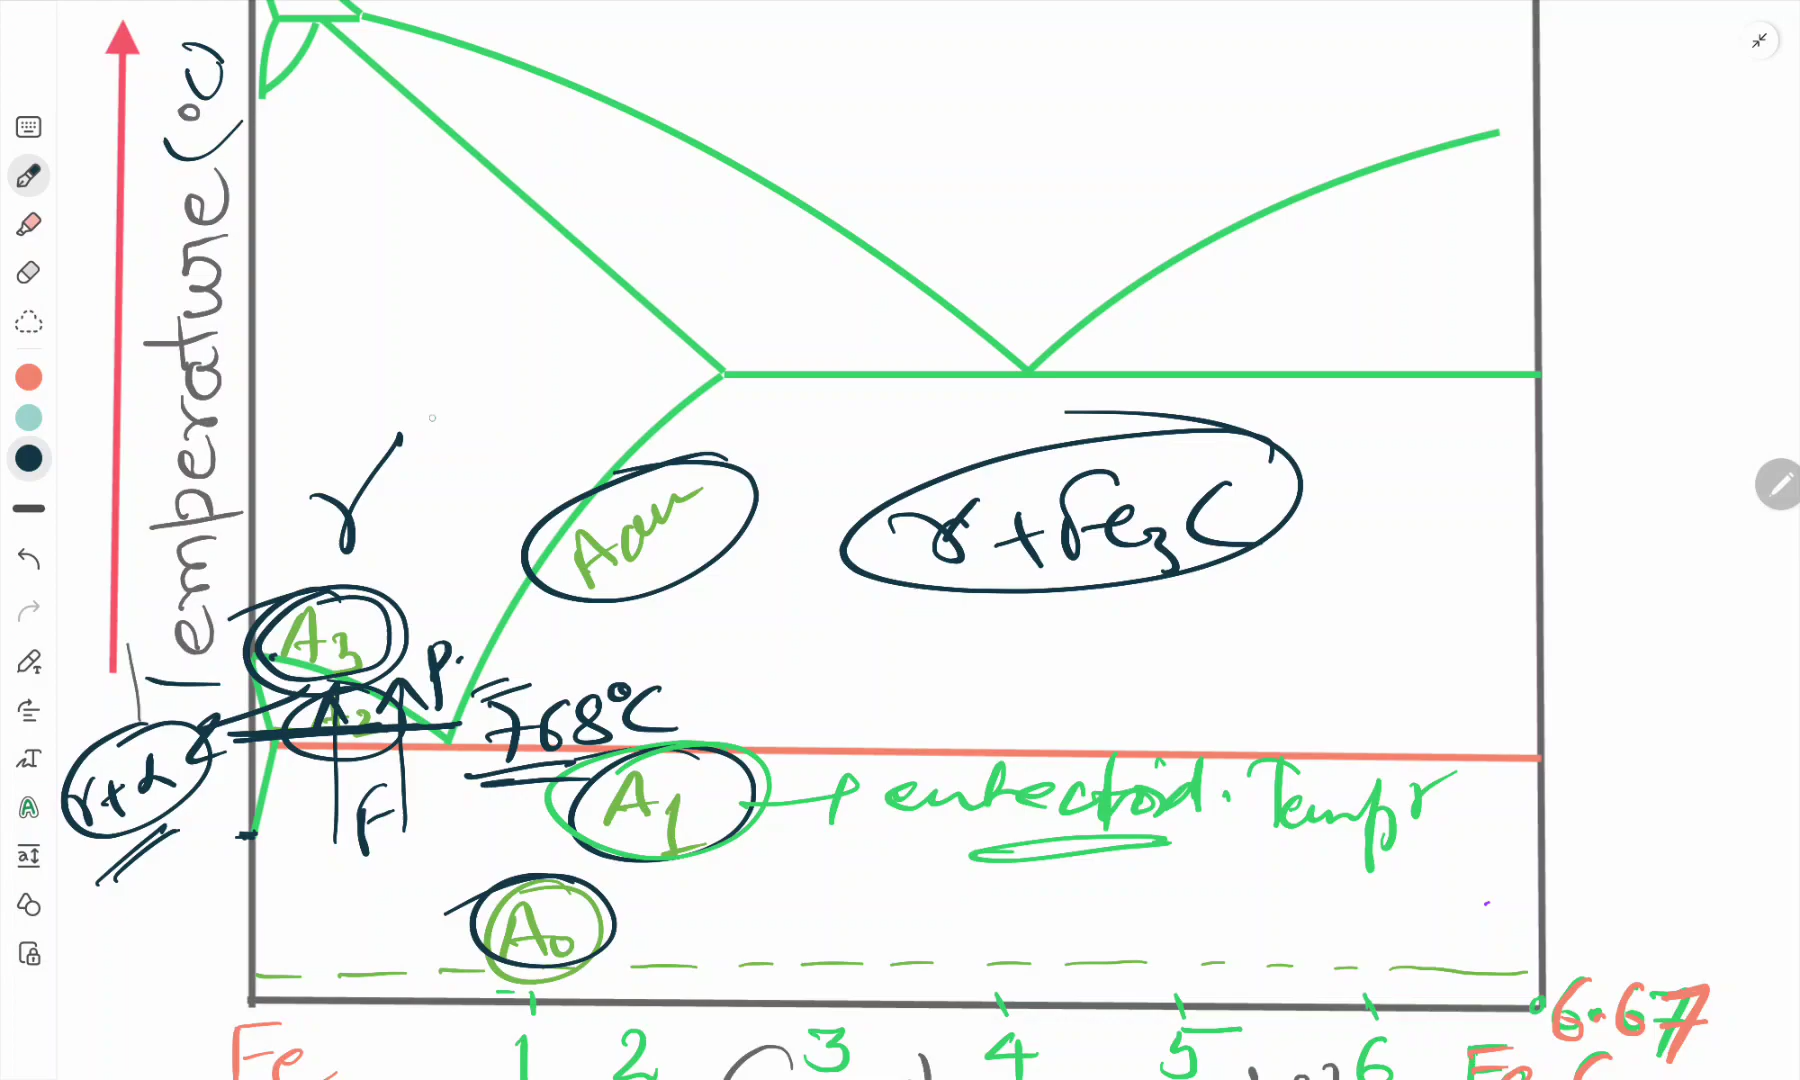 Temperature (°C)
γ
Acm
γ+Fe3C
A3
P.
A2
768°C
γ+α
F
A1
eutectoid. Tempr
A0
6.67
Fe
1 2 3 4 5 6